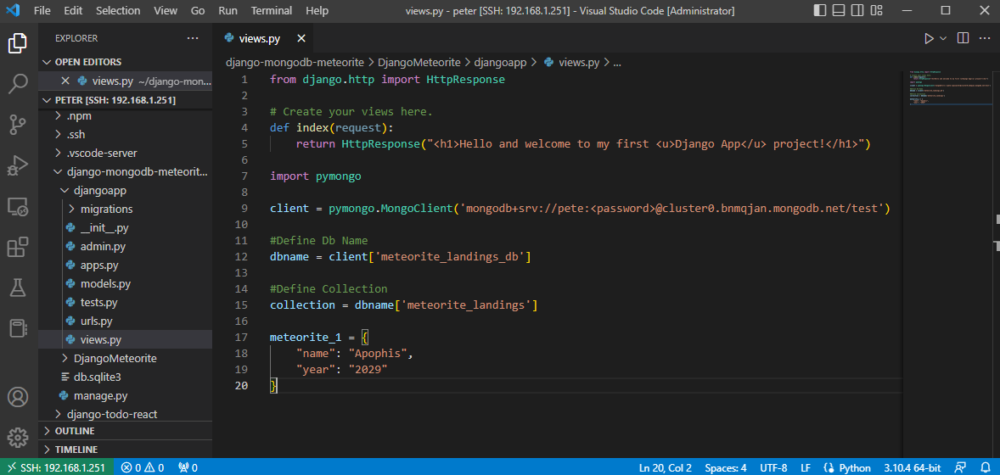 File Edit Selection View Go Run Terminal Help views.py - peter [SSH: 192.168.1.251] - Visual Studio Code [Administrator]
EXPLORER
OPEN EDITORS
views.py ~/django-mon...
PETER [SSH: 192.168.1.251]
.npm
.ssh
.vscode-server
django-mongodb-meteorit...
djangoapp
migrations
__init__.py
admin.py
apps.py
models.py
tests.py
urls.py
views.py
DjangoMeteorite
db.sqlite3
manage.py
django-todo-react
OUTLINE
TIMELINE
views.py
django-mongodb-meteorite > DjangoMeteorite > djangoapp > views.py > ...
1 from django.http import HttpResponse
2
3 # Create your views here.
4 def index(request):
5     return HttpResponse("<h1>Hello and welcome to my first <u>Django App</u> project!</h1>")
6
7 import pymongo
8
9 client = pymongo.MongoClient('mongodb+srv://pete:<password>@cluster0.bnmqjan.mongodb.net/test')
10
11 #Define Db Name
12 dbname = client['meteorite_landings_db']
13
14 #Define Collection
15 collection = dbname['meteorite_landings']
16
17 meteorite_1 = {
18     "name": "Apophis",
19     "year": "2029"
20 }
SSH: 192.168.1.251 0 0 0 Ln 20, Col 2 Spaces: 4 UTF-8 LF Python 3.10.4 64-bit